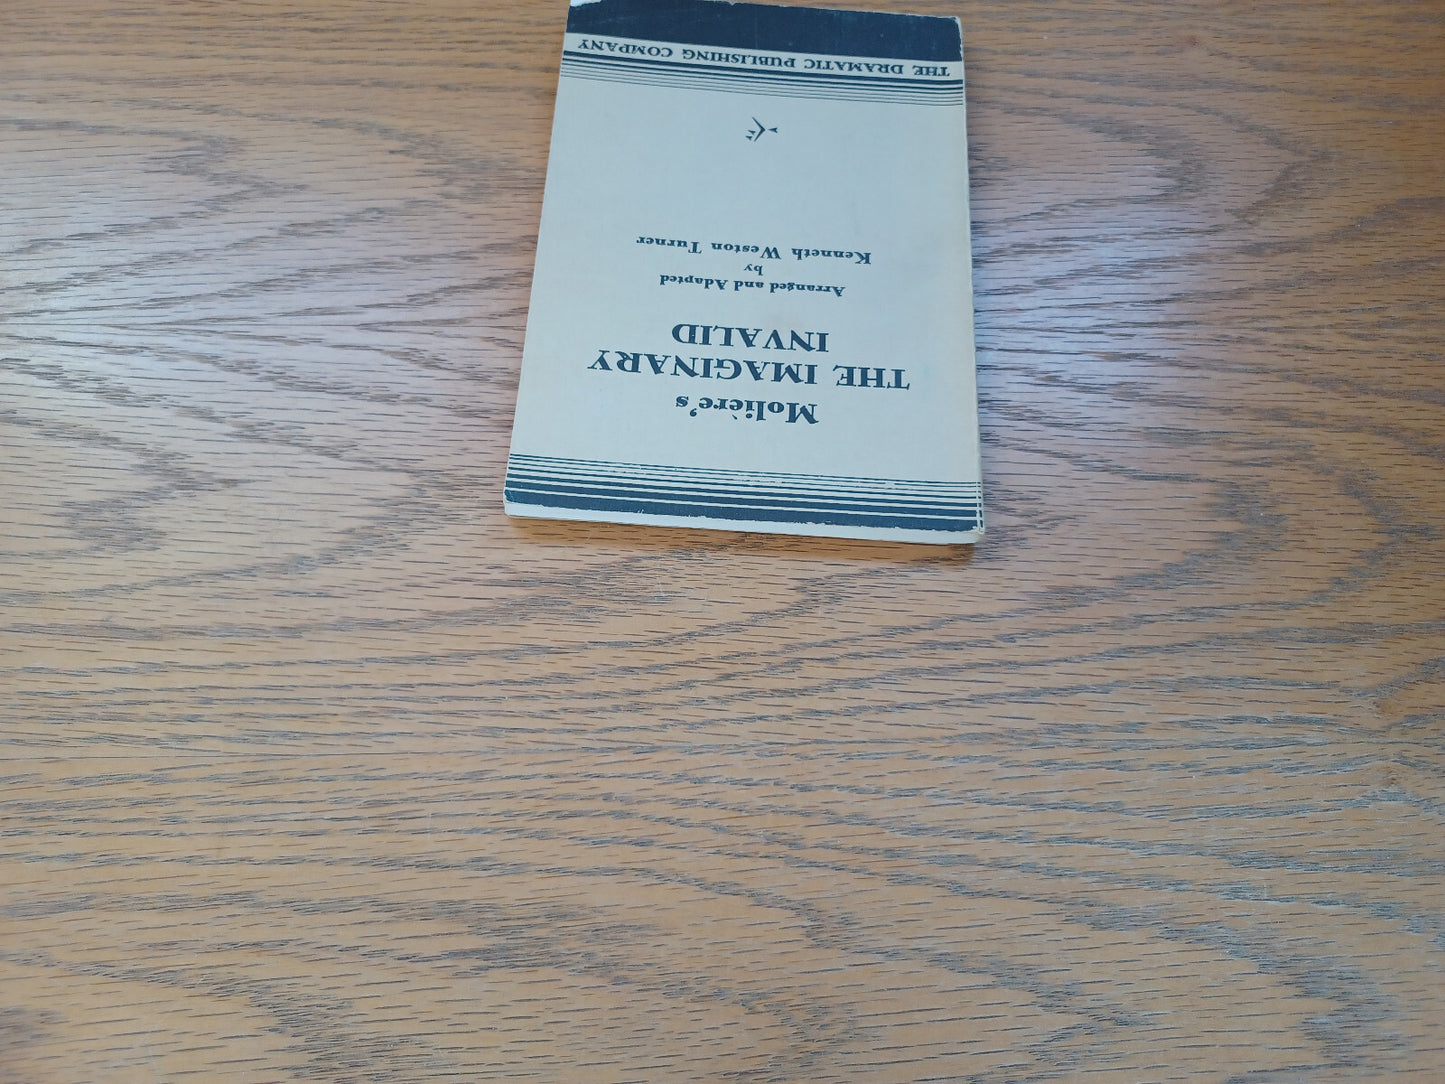 Molière's
THE IMAGINARY
INVALID
Arranged and Adapted
by
Kenneth Weston Turner
THE DRAMATIC PUBLISHING COMPANY